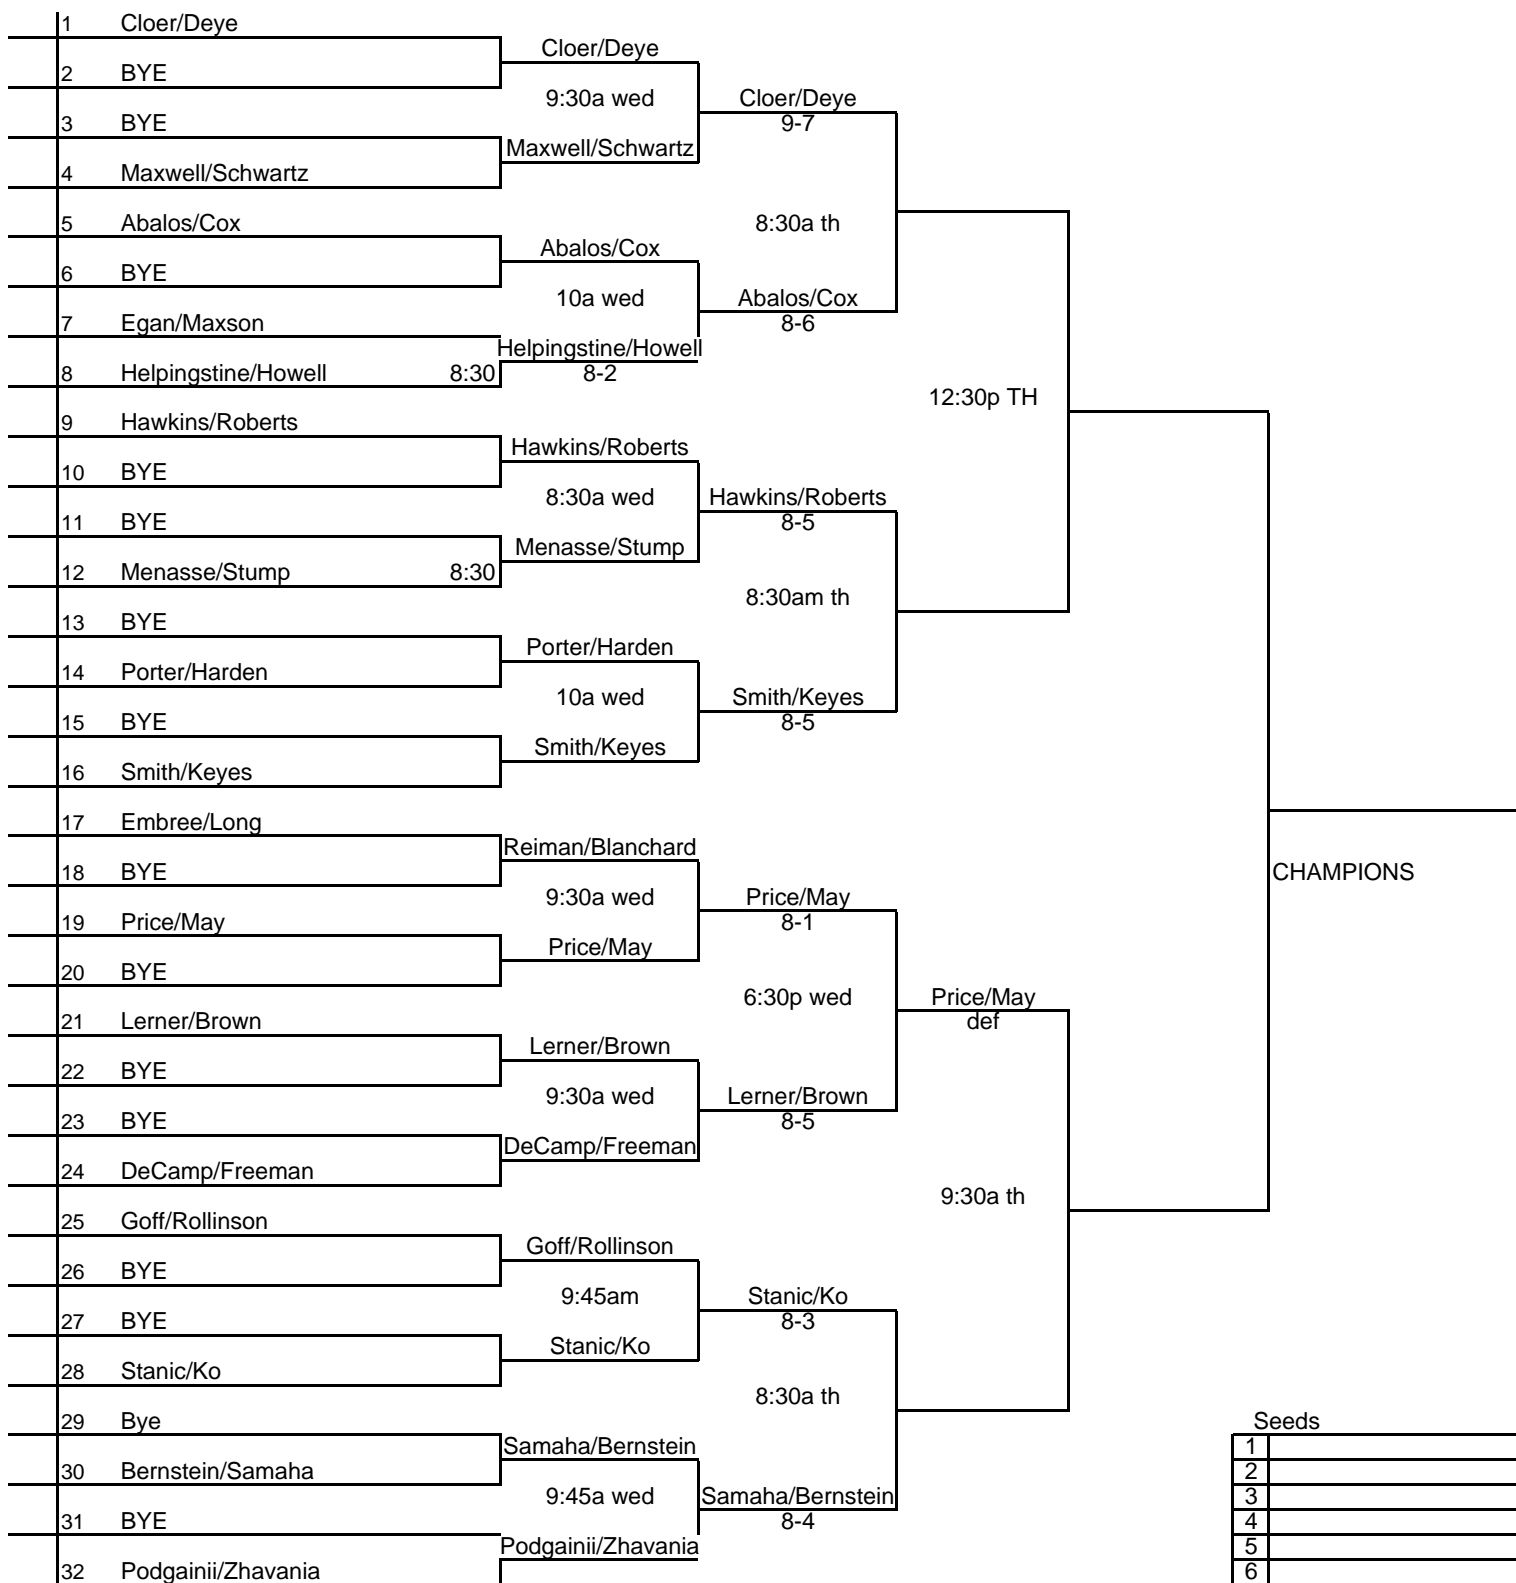 1 Cloer/Deye
Cloer/Deye
2 BYE
9:30a wed
Cloer/Deye
3 BYE
9-7
Maxwell/Schwartz
4 Maxwell/Schwartz
5 Abalos/Cox
8:30a th
Abalos/Cox
6 BYE
10a wed
Abalos/Cox
7 Egan/Maxson
8-6
Helpingstine/Howell
8 Helpingstine/Howell 8:30
8-2
12:30p TH
9 Hawkins/Roberts
Hawkins/Roberts
10 BYE
8:30a wed
Hawkins/Roberts
11 BYE
8-5
Menasse/Stump
12 Menasse/Stump 8:30
8:30am th
13 BYE
Porter/Harden
14 Porter/Harden
10a wed
Smith/Keyes
15 BYE
8-5
Smith/Keyes
16 Smith/Keyes
17 Embree/Long
Reiman/Blanchard
18 BYE
CHAMPIONS
9:30a wed
Price/May
19 Price/May
8-1
Price/May
20 BYE
6:30p wed
Price/May
21 Lerner/Brown
def
Lerner/Brown
22 BYE
9:30a wed
Lerner/Brown
23 BYE
8-5
DeCamp/Freeman
24 DeCamp/Freeman
9:30a th
25 Goff/Rollinson
Goff/Rollinson
26 BYE
9:45am
Stanic/Ko
27 BYE
8-3
Stanic/Ko
28 Stanic/Ko
8:30a th
29 Bye
Seeds
Samaha/Bernstein
1
30 Bernstein/Samaha
2
9:45a wed
Samaha/Bernstein
3
31 BYE
8-4
4
Podgainii/Zhavania
5
32 Podgainii/Zhavania
6